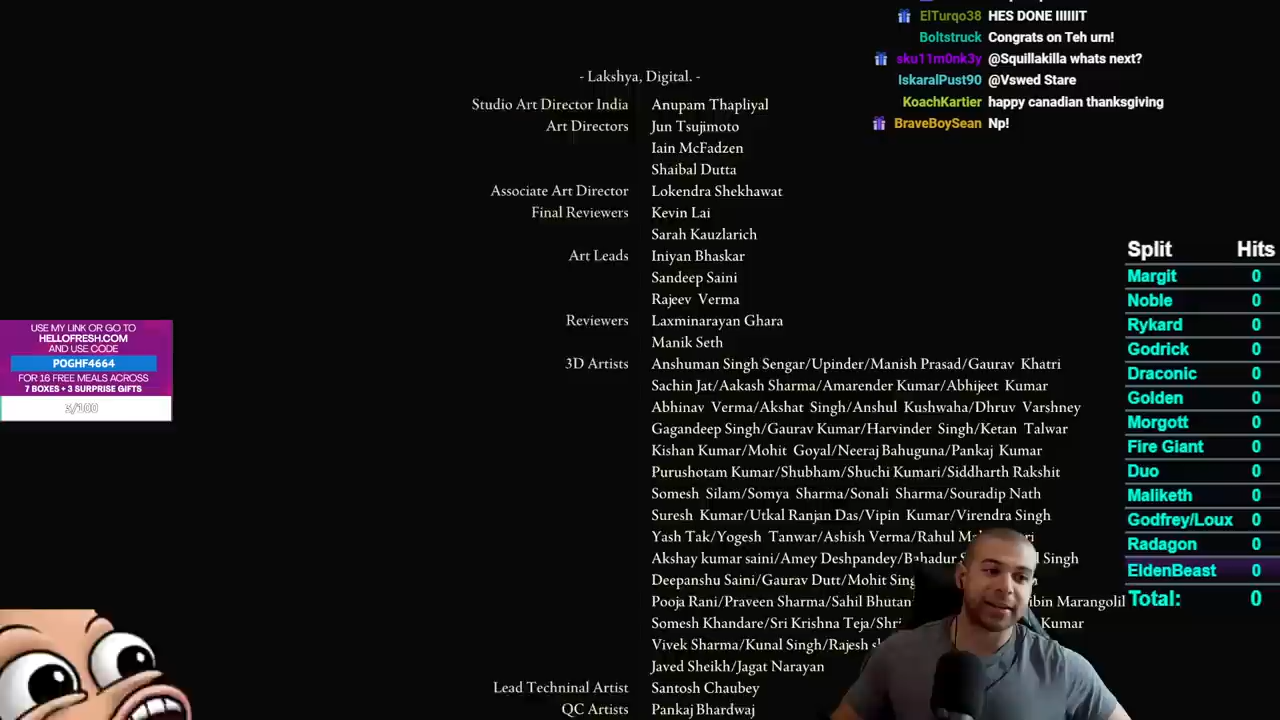 ElTurqo38 HES DONE IIIIIIT
Boltstruck Congrats on Teh urn!
sku11m0nk3y @Squillakilla whats next?
IskaralPust90 @Vswed Stare
KoachKartier happy canadian thanksgiving
BraveBoySean Np!
- Lakshya, Digital. -
Studio Art Director India Anupam Thapliyal
Art Directors Jun Tsujimoto
Iain McFadzen
Shaibal Dutta
Associate Art Director Lokendra Shekhawat
Final Reviewers Kevin Lai
Sarah Kauzlarich
Art Leads Iniyan Bhaskar
Sandeep Saini
Rajeev Verma
Reviewers Laxminarayan Ghara
Manik Seth
3D Artists Anshuman Singh Sengar/Upinder/Manish Prasad/Gaurav Khatri
Sachin Jat/Aakash Sharma/Amarender Kumar/Abhijeet Kumar
Abhinav Verma/Akshat Singh/Anshul Kushwaha/Dhruv Varshney
Gagandeep Singh/Gaurav Kumar/Harvinder Singh/Ketan Talwar
Kishan Kumar/Mohit Goyal/Neeraj Bahuguna/Pankaj Kumar
Purushotam Kumar/Shubham/Shuchi Kumari/Siddharth Rakshit
Somesh Silam/Somya Sharma/Sonali Sharma/Souradip Nath
Suresh Kumar/Utkal Ranjan Das/Vipin Kumar/Virendra Singh
Yash Tak/Yogesh Tanwar/Ashish Verma/Rahul
Akshay kumar saini/Amey Deshpandey/Bahadur Singh
Deepanshu Saini/Gaurav Dutt/Mohit
Pooja Rani/Praveen Sharma/Sahil Marangolil
Somesh Khandare/Sri Krishna Teja/ Kumar
Vivek Sharma/Kunal Singh/Rajesh
Javed Sheikh/Jagat Narayan
Lead Techninal Artist Santosh Chaubey
QC Artists Pankaj Bhardwaj
USE MY LINK OR GO TO
HELLOFRESH.COM
AND USE CODE
POGHF4664
FOR 16 FREE MEALS ACROSS
7 BOXES + 3 SURPRISE GIFTS
5/100
Split Hits
Margit 0
Noble 0
Rykard 0
Godrick 0
Draconic 0
Golden 0
Morgott 0
Fire Giant 0
Duo 0
Maliketh 0
Godfrey/Loux 0
Radagon 0
EldenBeast 0
Total: 0